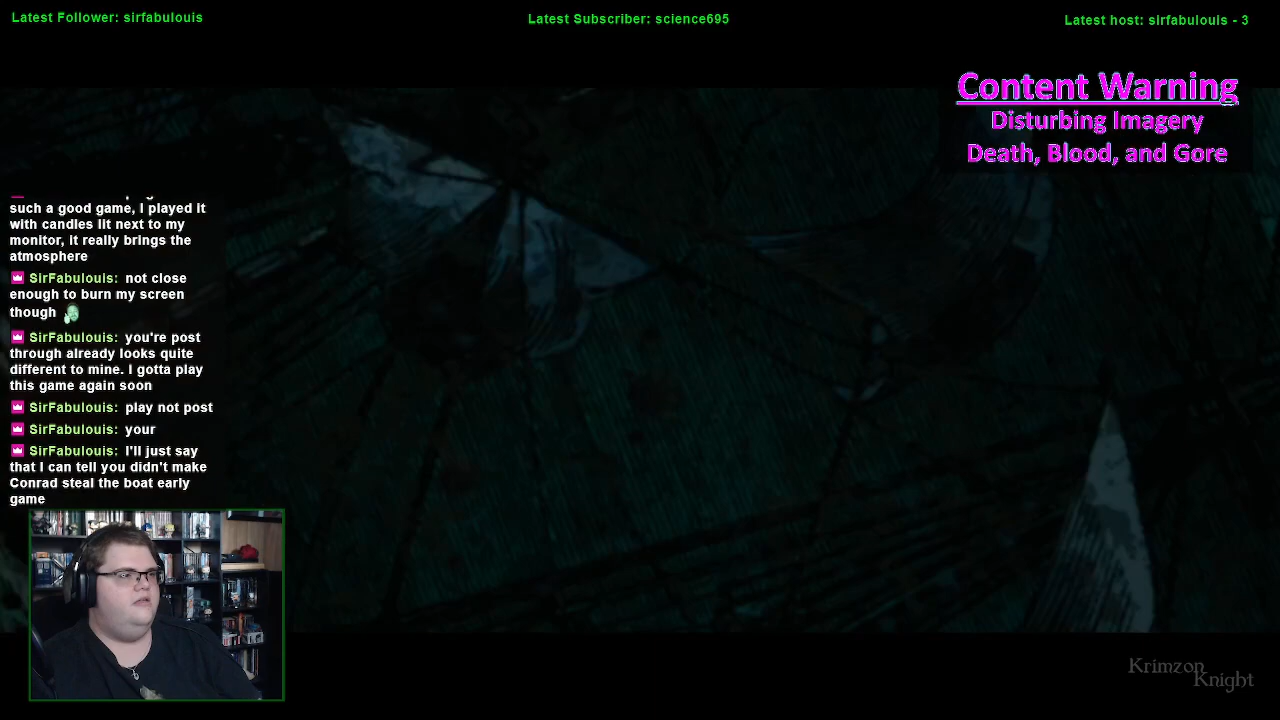 Latest Follower: sirfabulouis
Latest Subscriber: science695
Latest host: sirfabulouis - 3
Content Warning
Disturbing Imagery
Death, Blood, and Gore
such a good game, I played it
with candles lit next to my
monitor, it really brings the
atmosphere
SirFabulouis: not close
enough to burn my screen
though
SirFabulouis: you're post
through already looks quite
different to mine. I gotta play
this game again soon
SirFabulouis: play not post
SirFabulouis: your
SirFabulouis: I'll just say
that I can tell you didn't make
Conrad steal the boat early
game
Krimzon
Knight